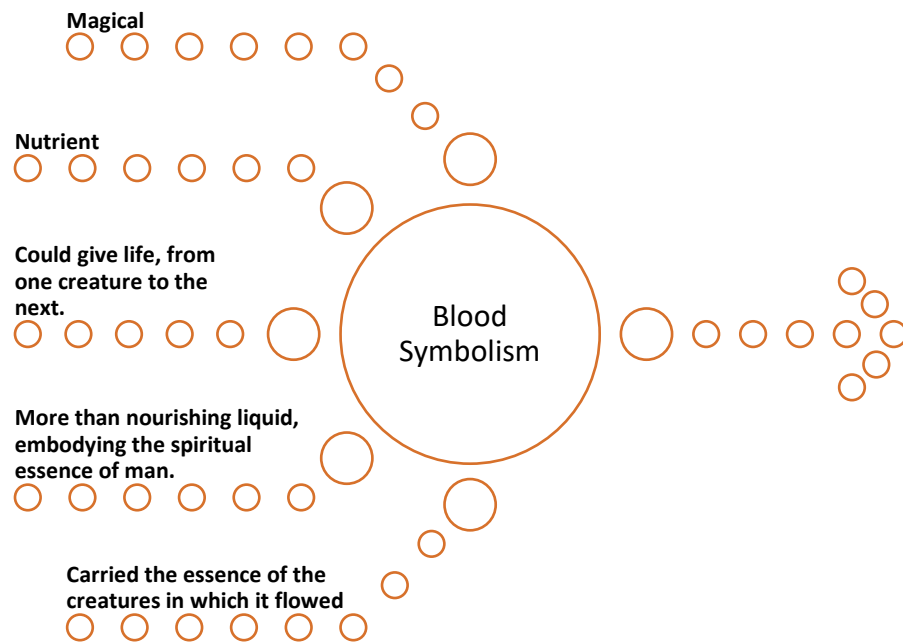 Magical
Nutrient
Could give life, from
one creature to the
next.
Blood
Symbolism
More than nourishing liquid,
embodying the spiritual
essence of man.
Carried the essence of the
creatures in which it flowed